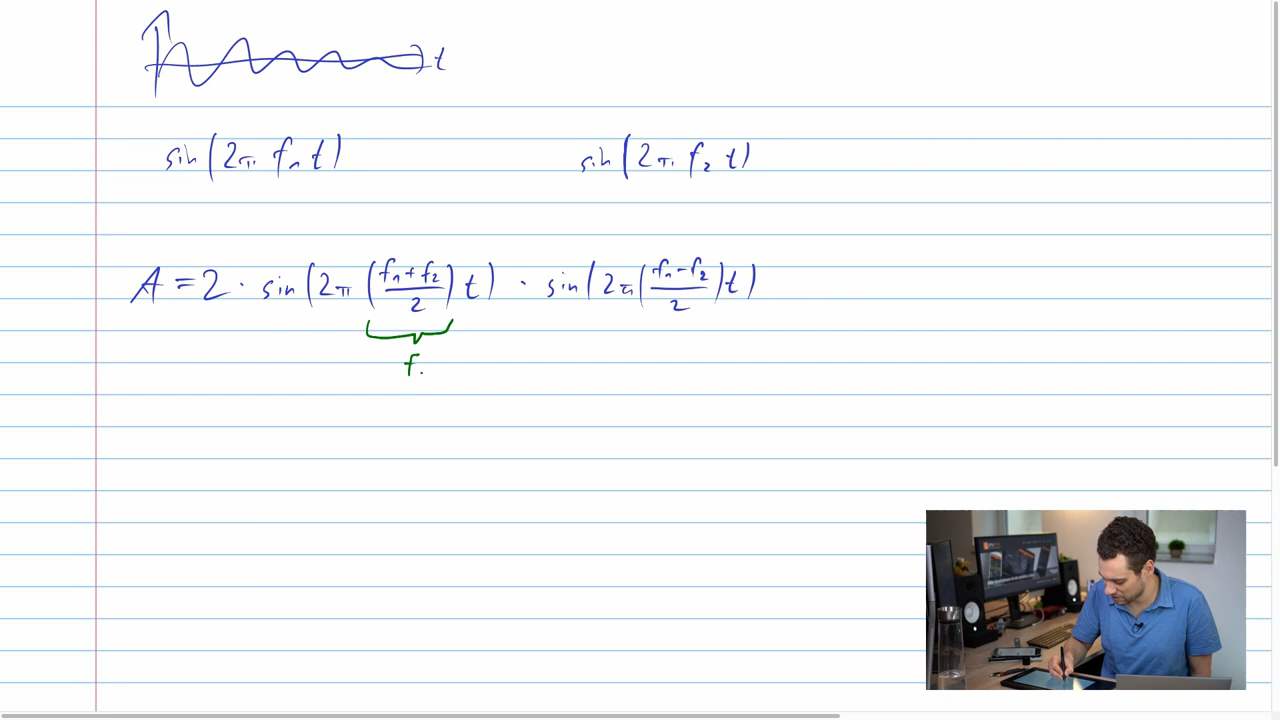 t
sin(2π f₁ t) sin(2π f₂ t)
A = 2 · sin(2π ((f₁+f₂)/2) t) · sin(2π((f₁-f₂)/2)t)
f